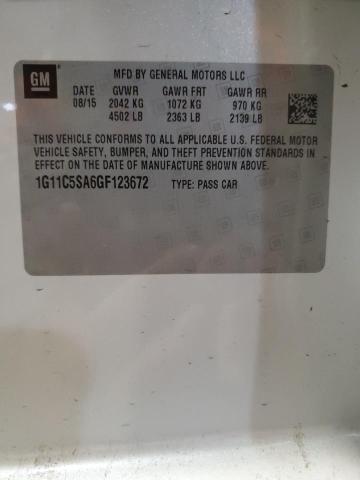 GM
MFD BY GENERAL MOTORS LLC
DATE GVWR GAWR FRT GAWR RR
08/15 2042 KG 1072 KG 970 KG
4502 LB 2363 LB 2139 LB
THIS VEHICLE CONFORMS TO ALL APPLICABLE U.S. FEDERAL MOTOR
VEHICLE SAFETY, BUMPER, AND THEFT PREVENTION STANDARDS IN
EFFECT ON THE DATE OF MANUFACTURE SHOWN ABOVE.
1G11C5SA6GF123672 TYPE: PASS CAR